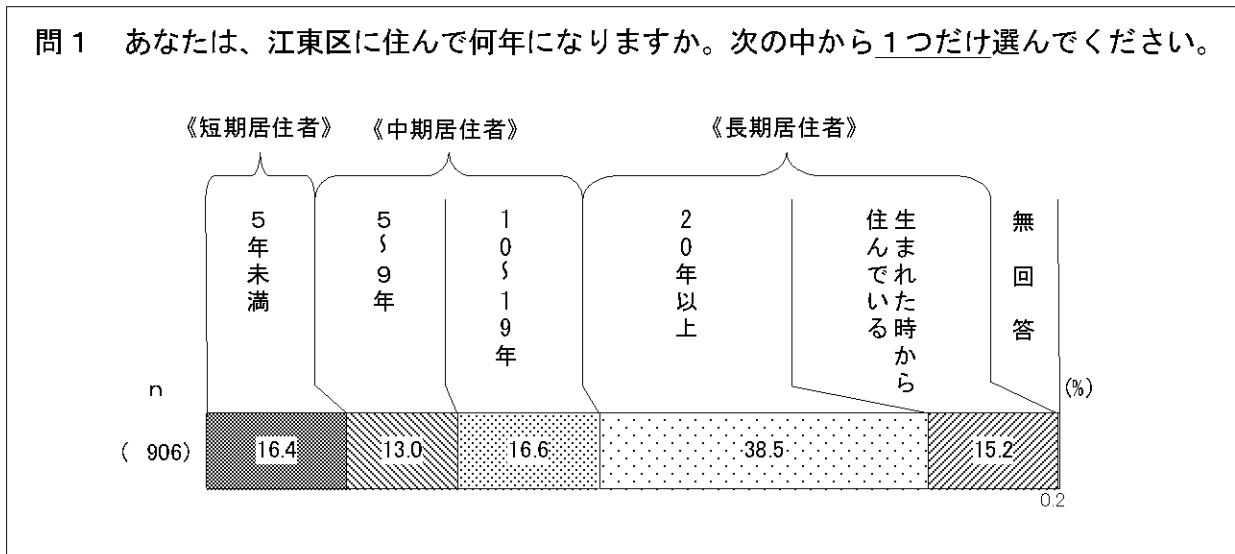 問1 あなたは、江東区に住んで何年になりますか。次の中から１つだけ選んでください。
《短期居住者》 《中期居住者》 《長期居住者》
５年未満
５～９年
１０～１９年
２０年以上
生まれた時から
住んでいる
無回答
n
(%)
( 906)
16.4
13.0
16.6
38.5
15.2
0.2